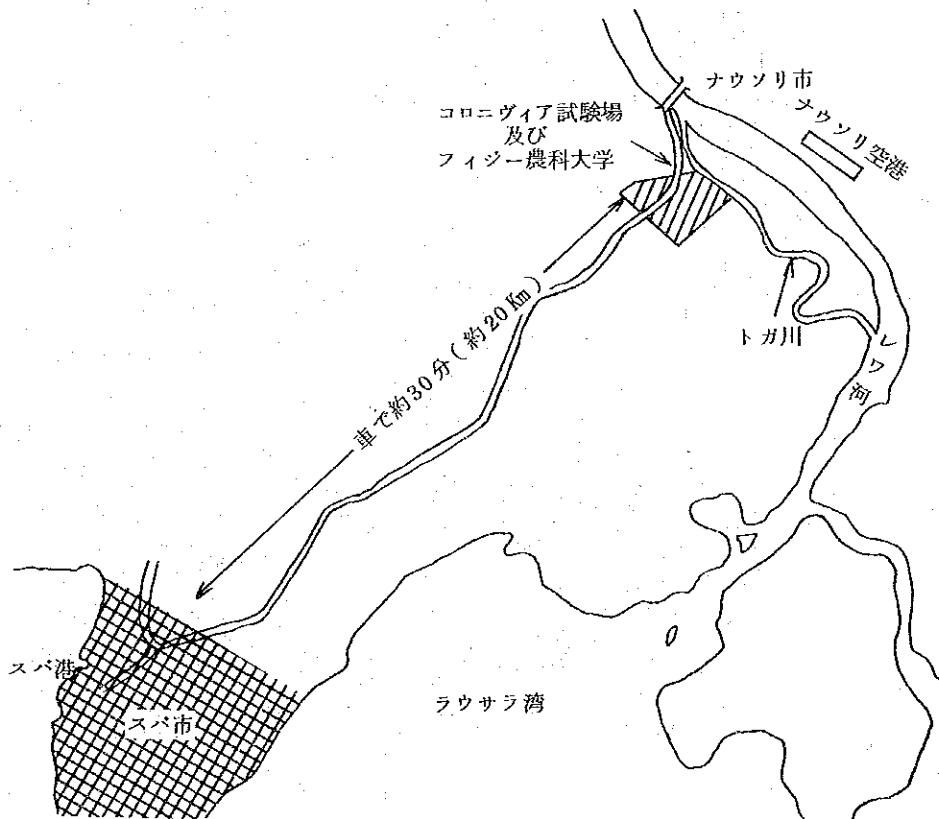 ナウソリ市
コロニヴィア試験場
及び
フィジー農科大学
ナウソリ空港
トガ川
レワ河
車で約30分(約20Km)
スバ港
スバ市
ラウサラ湾